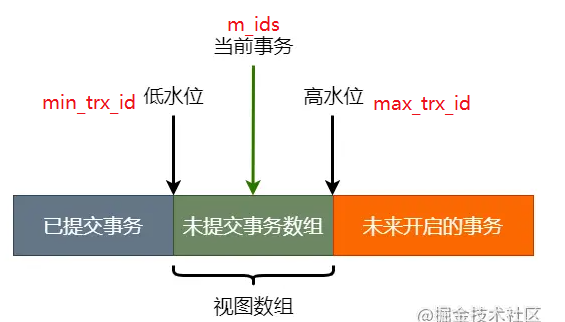 m_ids
当前事务
min_trx_id 低水位
高水位 max_trx_id
已提交事务
未提交事务数组
未来开启的事务
视图数组
@掘金技术社区